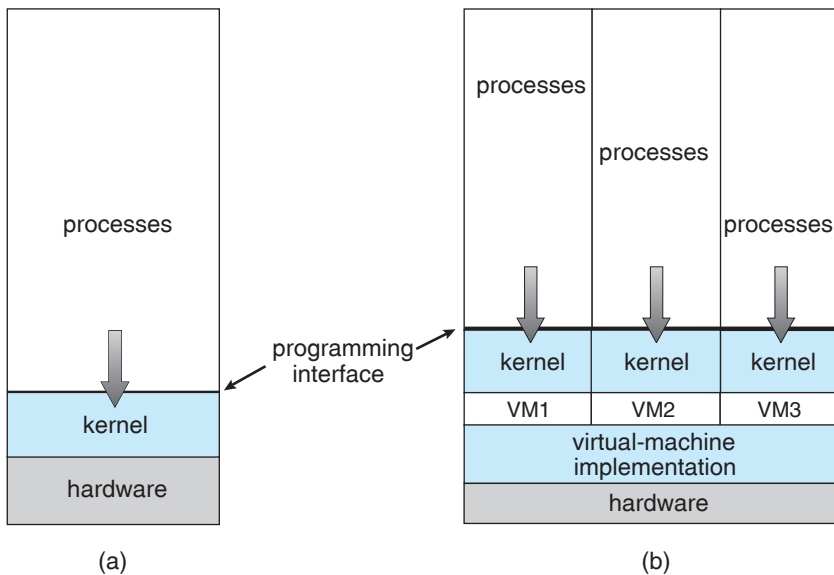 processes
kernel
hardware
(a)
programming
interface
processes
processes
processes
kernel
kernel
kernel
VM1
VM2
VM3
virtual-machine
implementation
hardware
(b)